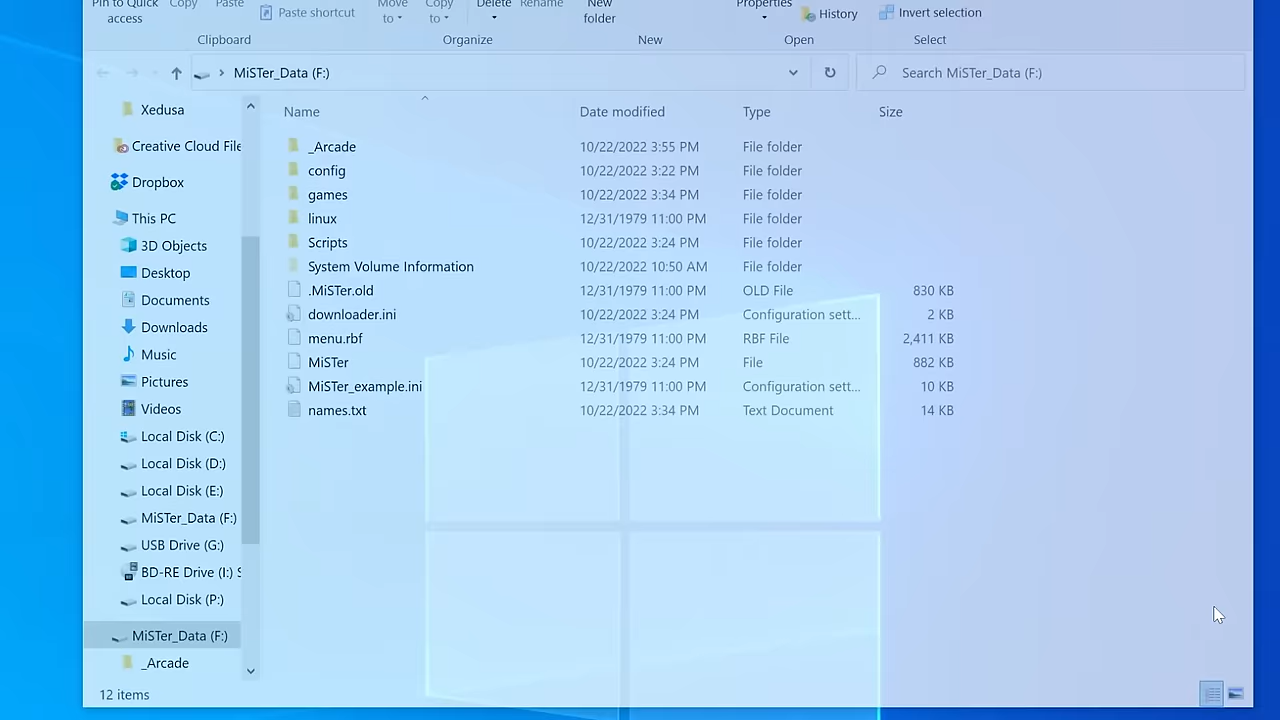 Pin to Quick access
Copy
Paste
Paste shortcut
Move to
Copy to
Delete
Rename
New folder
Properties
History
Invert selection
Clipboard
Organize
New
Open
Select
MiSTer_Data (F:)
Search MiSTer_Data (F:)
Xedusa
Creative Cloud File
Dropbox
This PC
3D Objects
Desktop
Documents
Downloads
Music
Pictures
Videos
Local Disk (C:)
Local Disk (D:)
Local Disk (E:)
MiSTer_Data (F:)
USB Drive (G:)
BD-RE Drive (I:) S
Local Disk (P:)
MiSTer_Data (F:)
_Arcade
Name Date modified Type Size
_Arcade 10/22/2022 3:55 PM File folder
config 10/22/2022 3:22 PM File folder
games 10/22/2022 3:34 PM File folder
linux 12/31/1979 11:00 PM File folder
Scripts 10/22/2022 3:24 PM File folder
System Volume Information 10/22/2022 10:50 AM File folder
.MiSTer.old 12/31/1979 11:00 PM OLD File 830 KB
downloader.ini 10/22/2022 3:24 PM Configuration sett... 2 KB
menu.rbf 12/31/1979 11:00 PM RBF File 2,411 KB
MiSTer 10/22/2022 3:24 PM File 882 KB
MiSTer_example.ini 12/31/1979 11:00 PM Configuration sett... 10 KB
names.txt 10/22/2022 3:34 PM Text Document 14 KB
12 items